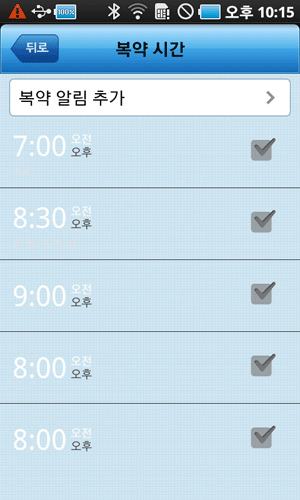 100%
오후 10:15
뒤로
복약 시간
복약 알림 추가
7:00 오전
오후
8:30 오전
오후
9:00 오전
오후
8:00 오전
오후
8:00 오전
오후